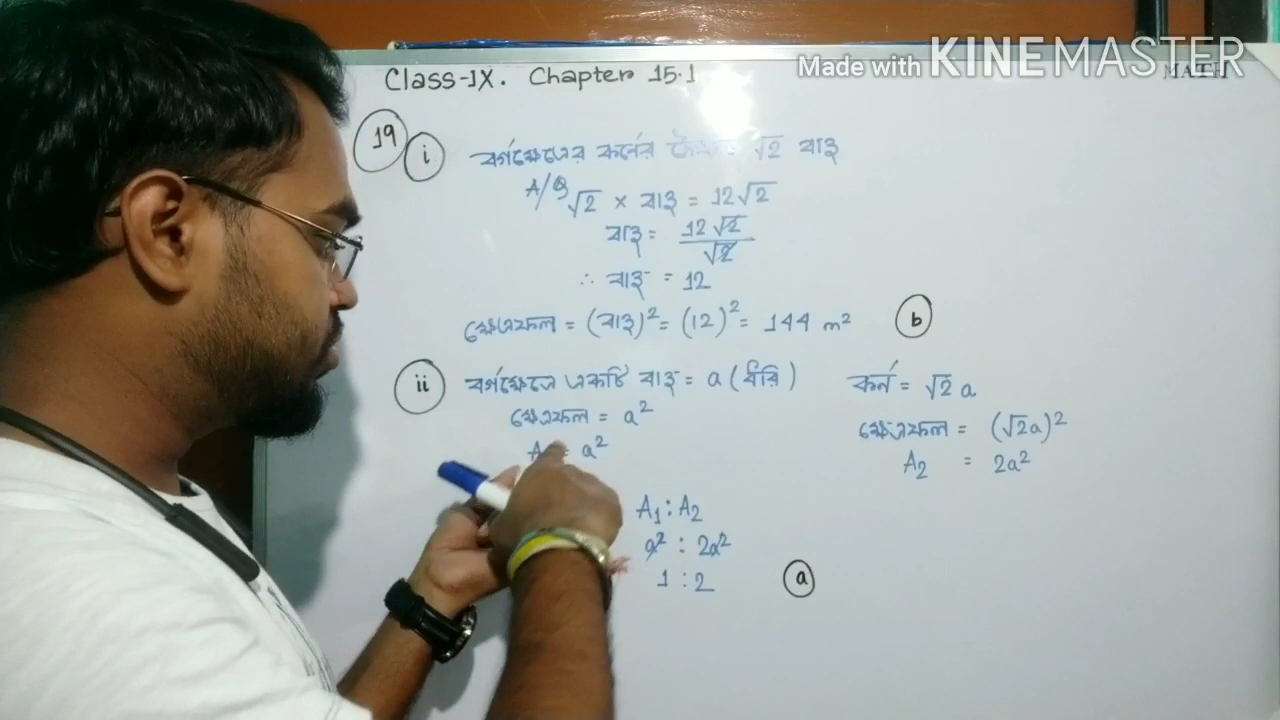 Made with KINEMASTER
MATH
Class-IX. Chapter 15.1
19 i বর্গক্ষেত্রের কর্নের = √2 বাহু
A/Q √2 × বাহু = 12√2
বাহু = 12√2 / √2
∴ বাহু = 12
ক্ষেত্রফল = (বাহু)² = (12)² = 144 m² b
ii বর্গক্ষেত্রে একটি বাহু = a (ধরি)
ক্ষেত্রফল = a²
A = a²
কর্ন = √2 a
ক্ষেত্রফল = (√2a)²
A₂ = 2a²
A₁ : A₂
a² : 2a²
1 : 2 a